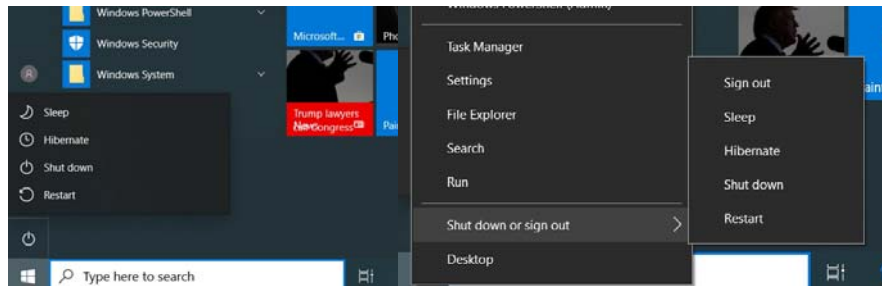 Windows PowerShell
Windows Security
Windows System
Microsoft...
Sleep
Hibernate
Shut down
Restart
Trump lawyers
News
Congress
Type here to search
Task Manager
Settings
File Explorer
Search
Run
Shut down or sign out
Desktop
Sign out
Sleep
Hibernate
Shut down
Restart